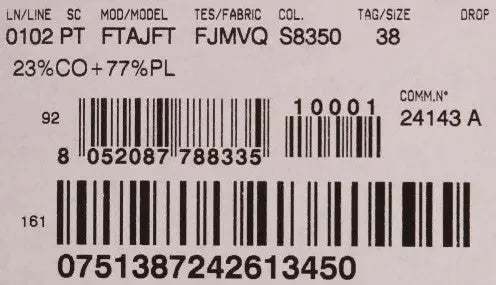 LN/LINE SC MOD/MODEL TES/FABRIC COL. TAG/SIZE DROP
0102 PT FTAJFT FJMVQ S8350 38
23%CO+77%PL
COMM.N°
10001
92 24143 A
8 052087 788335
161
0751387242613450